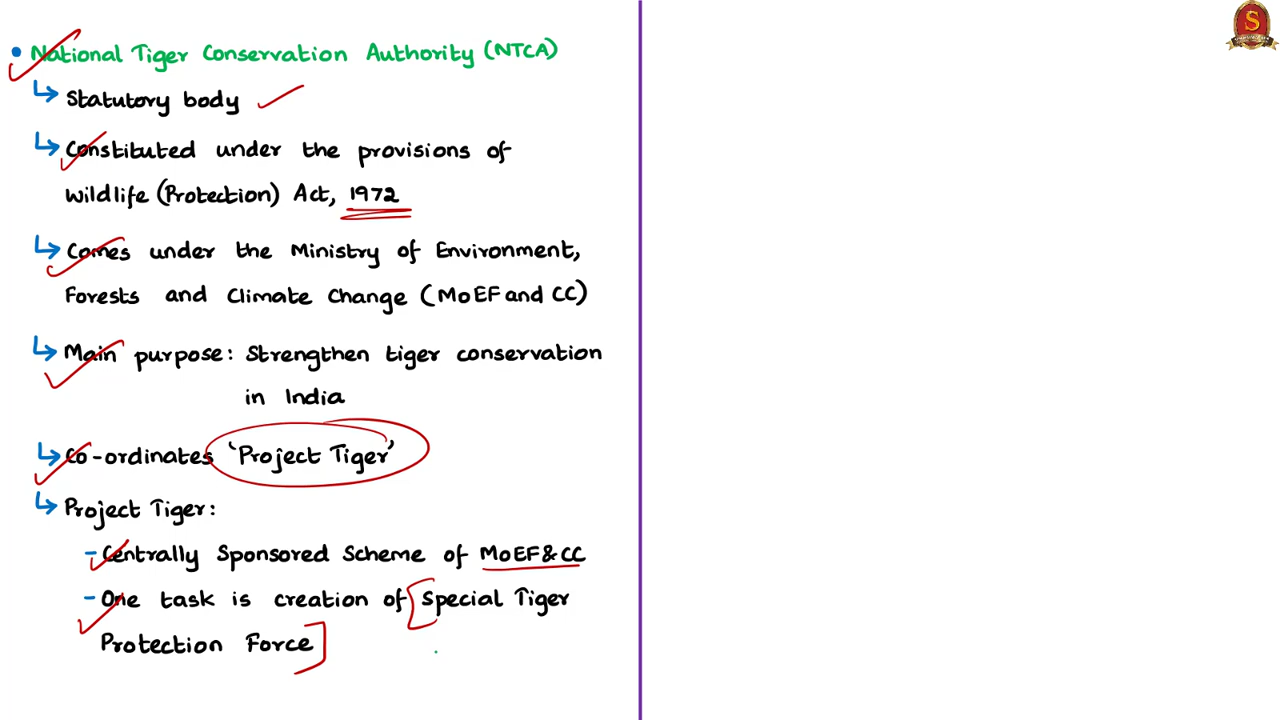 • National Tiger Conservation Authority (NTCA)
↳ Statutory body
↳ Constituted under the provisions of
Wildlife (Protection) Act, 1972
↳ Comes under the Ministry of Environment,
Forests and Climate Change (MoEF and CC)
↳ Main purpose: Strengthen tiger conservation
in India
↳ Co-ordinates 'Project Tiger'
↳ Project Tiger:
- Centrally Sponsored Scheme of MoEF&CC
- One task is creation of [Special Tiger
Protection Force]
S